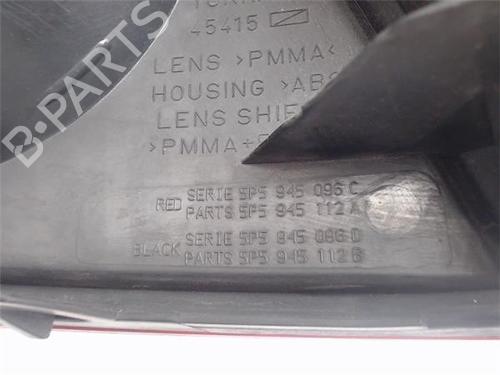 45415
LENS >PMMA<
HOUSING >ABS
LENS SHIE
>PMMA+
RED SERIE 5P5 945 096 C
PARTS 5P5 945 112 A
BLACK SERIE 5P5 945 096 D
PARTS 5P5 945 112 B
B-PARTS